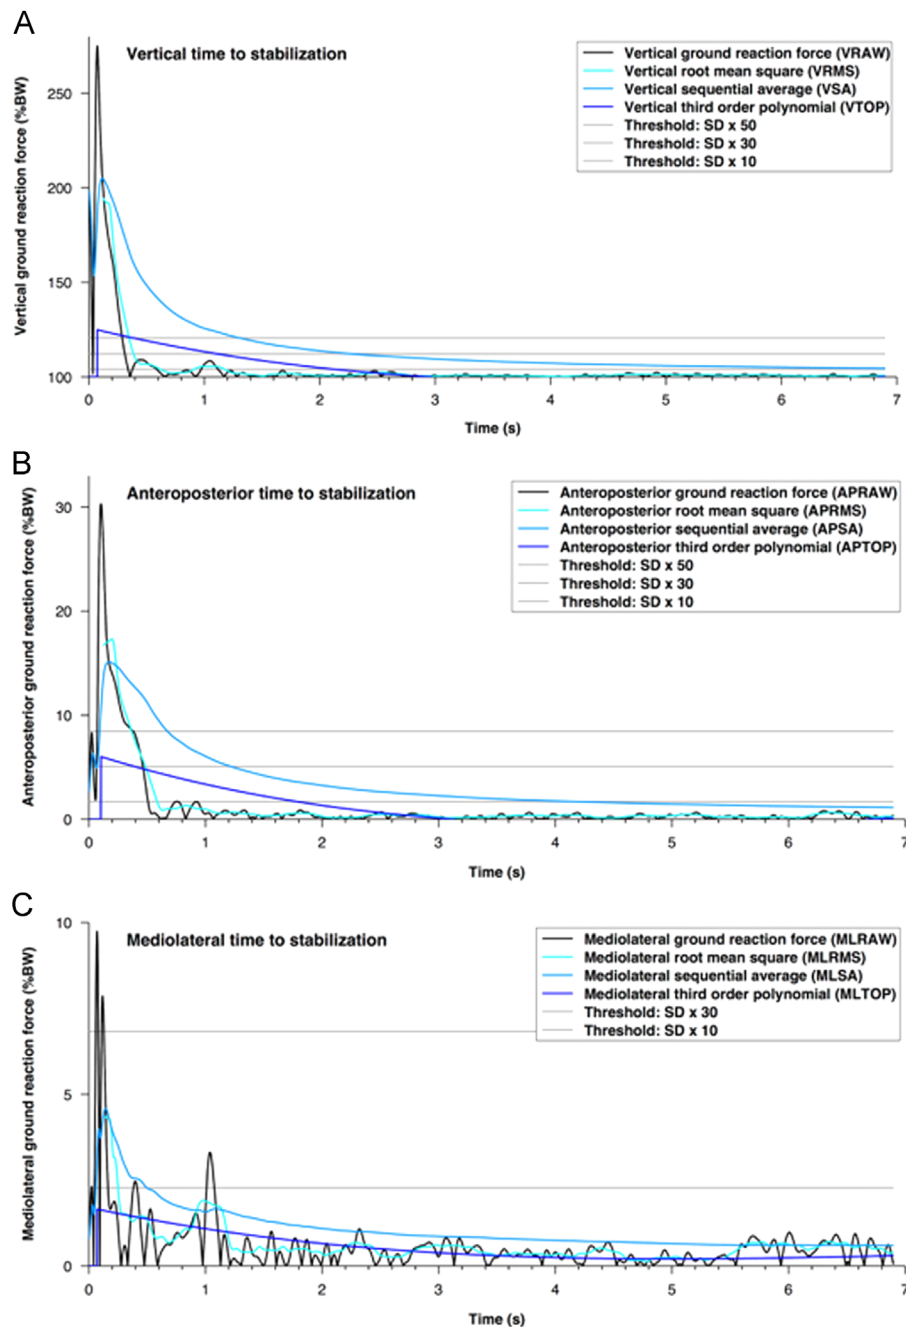 A
Vertical time to stabilization
Vertical ground reaction force (VRAW)
Vertical root mean square (VRMS)
Vertical sequential average (VSA)
Vertical third order polynomial (VTOP)
Threshold: SD x 50
Threshold: SD x 30
Threshold: SD x 10
Vertical ground reaction force (%BW)
250
200
150
100
0 1 2 3 4 5 6 7
Time (s)
B
Anteroposterior time to stabilization
Anteroposterior ground reaction force (APRAW)
Anteroposterior root mean square (APRMS)
Anteroposterior sequential average (APSA)
Anteroposterior third order polynomial (APTOP)
Threshold: SD x 50
Threshold: SD x 30
Threshold: SD x 10
Anteroposterior ground reaction force (%BW)
30
20
10
0
0 1 2 3 4 5 6 7
Time (s)
C
Mediolateral time to stabilization
Mediolateral ground reaction force (MLRAW)
Mediolateral root mean square (MLRMS)
Mediolateral sequential average (MLSA)
Mediolateral third order polynomial (MLTOP)
Threshold: SD x 30
Threshold: SD x 10
Mediolateral ground reaction force (%BW)
10
5
0
0 1 2 3 4 5 6 7
Time (s)